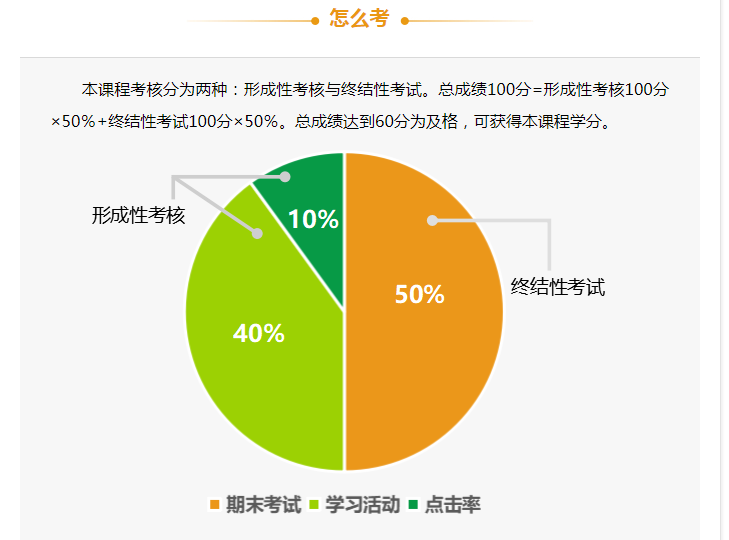 怎么考
本课程考核分为两种：形成性考核与终结性考试。总成绩100分=形成性考核100分
×50%+终结性考试100分×50%。总成绩达到60分为及格，可获得本课程学分。
形成性考核
10%
50%
终结性考试
40%
期末考试 学习活动 点击率